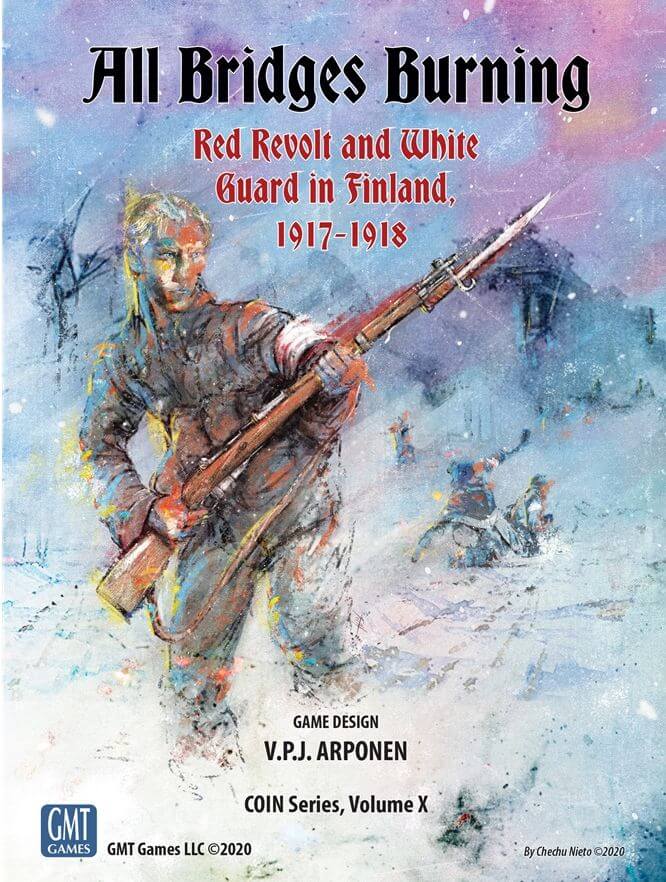 All Bridges Burning
Red Revolt and White
Guard in Finland,
1917-1918
GAME DESIGN
V.P.J. ARPONEN
COIN Series, Volume X
GMT
GAMES
GMT Games LLC ©2020
By Chechu Nieto ©2020